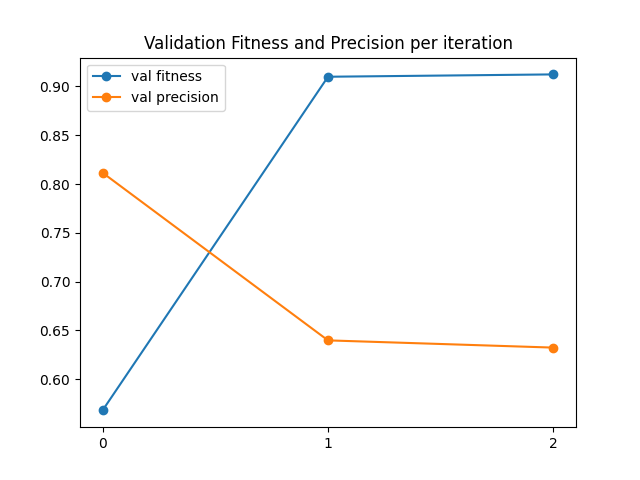 Validation Fitness and Precision per iteration
val fitness
val precision
0.90
0.85
0.80
0.75
0.70
0.65
0.60
0 1 2